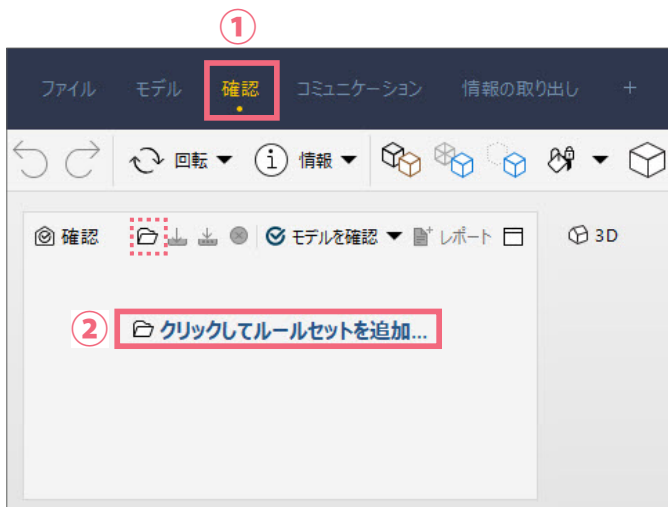 ①
ファイル モデル 確認 コミュニケーション 情報の取り出し +
回転 情報
確認 モデルを確認 レポート 3D
② クリックしてルールセットを追加...